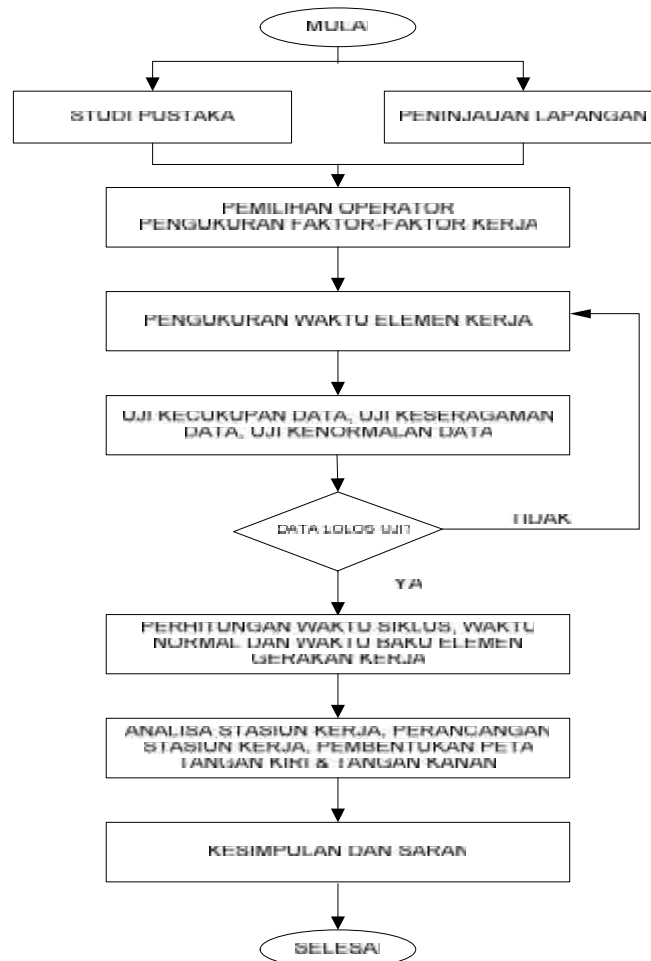 MULAI
STUDI PUSTAKA
PENINJAUAN LAPANGAN
PEMILIHAN OPERATOR
PENGUKURAN FAKTOR-FAKTOR KERJA
PENGUKURAN WAKTU ELEMEN KERJA
UJI KECUKUPAN DATA, UJI KESERAGAMAN
DATA, UJI KENORMALAN DATA
DATA LOLOS UJI?
TIDAK
YA
PERHITUNGAN WAKTU SIKLUS, WAKTU
NORMAL DAN WAKTU BAKU ELEMEN
GERAKAN KERJA
ANALISA STASIUN KERJA, PERANCANGAN
STASIUN KERJA, PEMBENTUKAN PETA
TANGAN KIRI & TANGAN KANAN
KESIMPULAN DAN SARAN
SELESAI